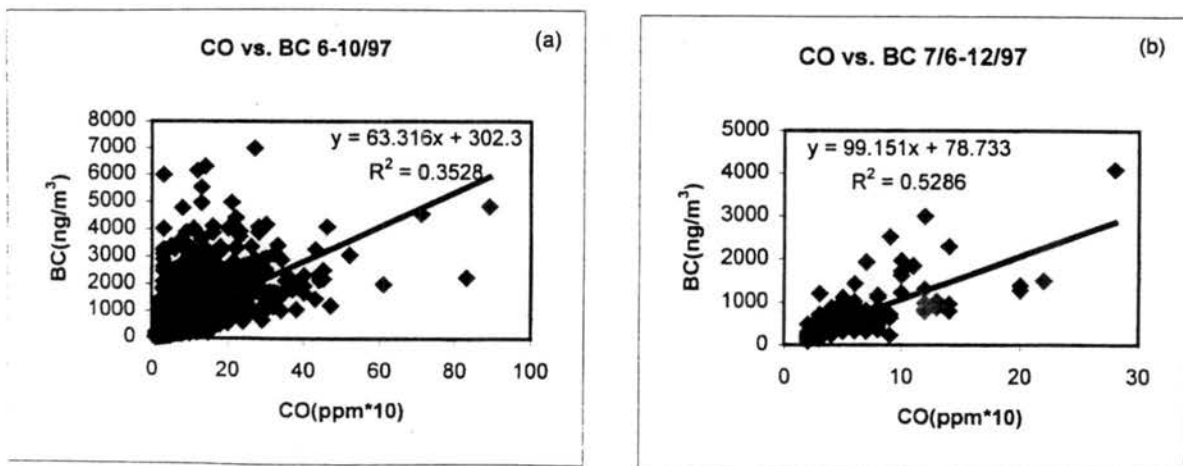 CO vs. BC 6-10/97
(a)
y = 63.316x + 302.3
R² = 0.3528
BC(ng/m³)
8000
7000
6000
5000
4000
3000
2000
1000
0
0 20 40 60 80 100
CO(ppm*10)
CO vs. BC 7/6-12/97
(b)
y = 99.151x + 78.733
R² = 0.5286
BC(ng/m³)
5000
4000
3000
2000
1000
0
0 10 20 30
CO(ppm*10)